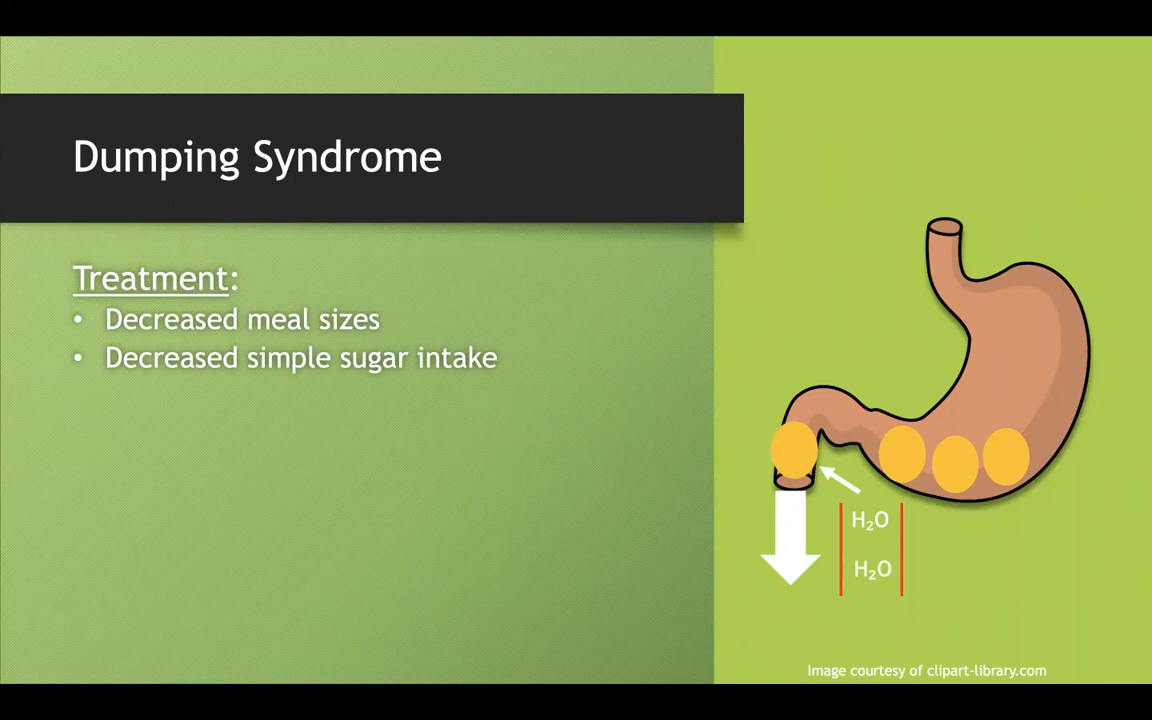 Dumping Syndrome
Treatment:
• Decreased meal sizes
• Decreased simple sugar intake
H₂O
H₂O
Image courtesy of clipart-library.com